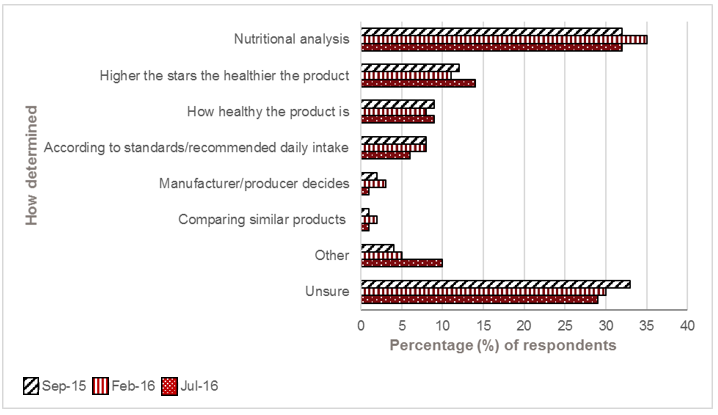 Nutritional analysis
Higher the stars the healthier the product
How healthy the product is
According to standards/recommended daily intake
Manufacturer/producer decides
Comparing similar products
Other
Unsure
How determined
0 5 10 15 20 25 30 35 40
Percentage (%) of respondents
Sep-15 Feb-16 Jul-16